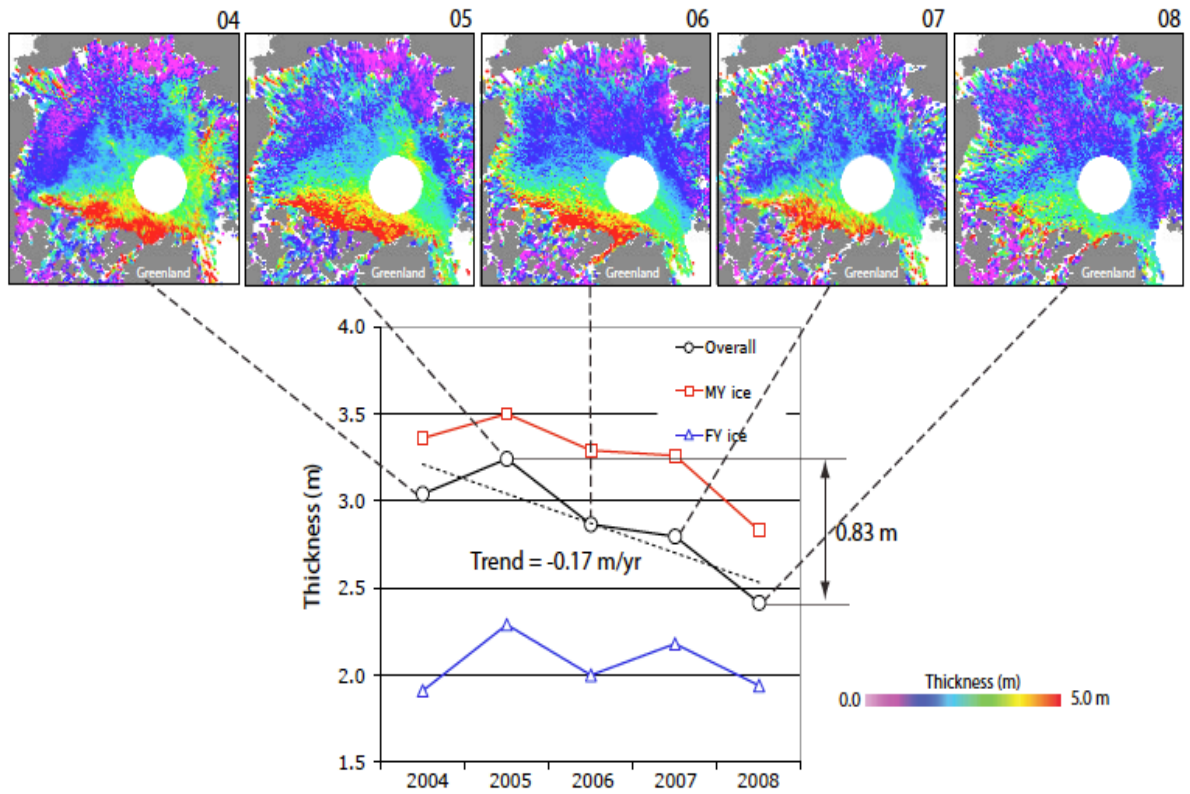 04
05
06
07
08
Greenland
Greenland
Greenland
Greenland
Greenland
4.0
3.5
3.0
2.5
2.0
1.5
Thickness (m)
Overall
MY ice
FY ice
0.83 m
Trend = -0.17 m/yr
Thickness (m)
0.0
5.0 m
2004
2005
2006
2007
2008